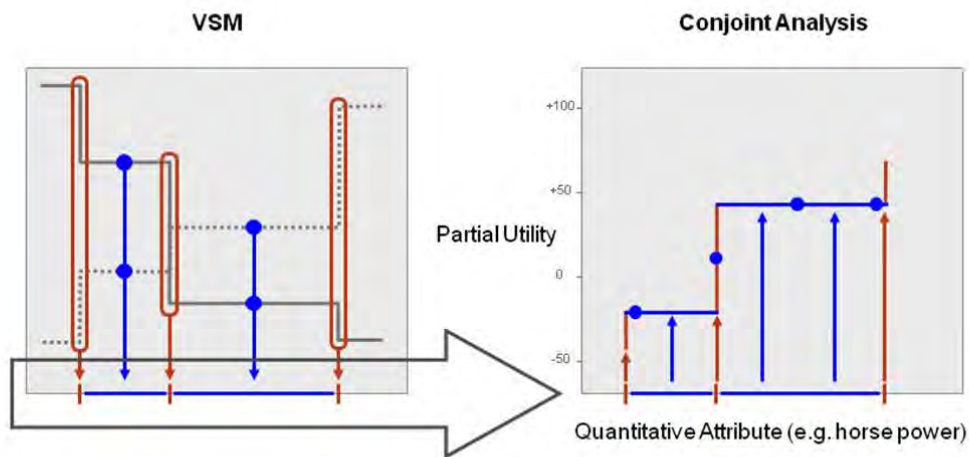 VSM
Conjoint Analysis
+100
+50
Partial Utility
0
-50
Quantitative Attribute (e.g. horse power)